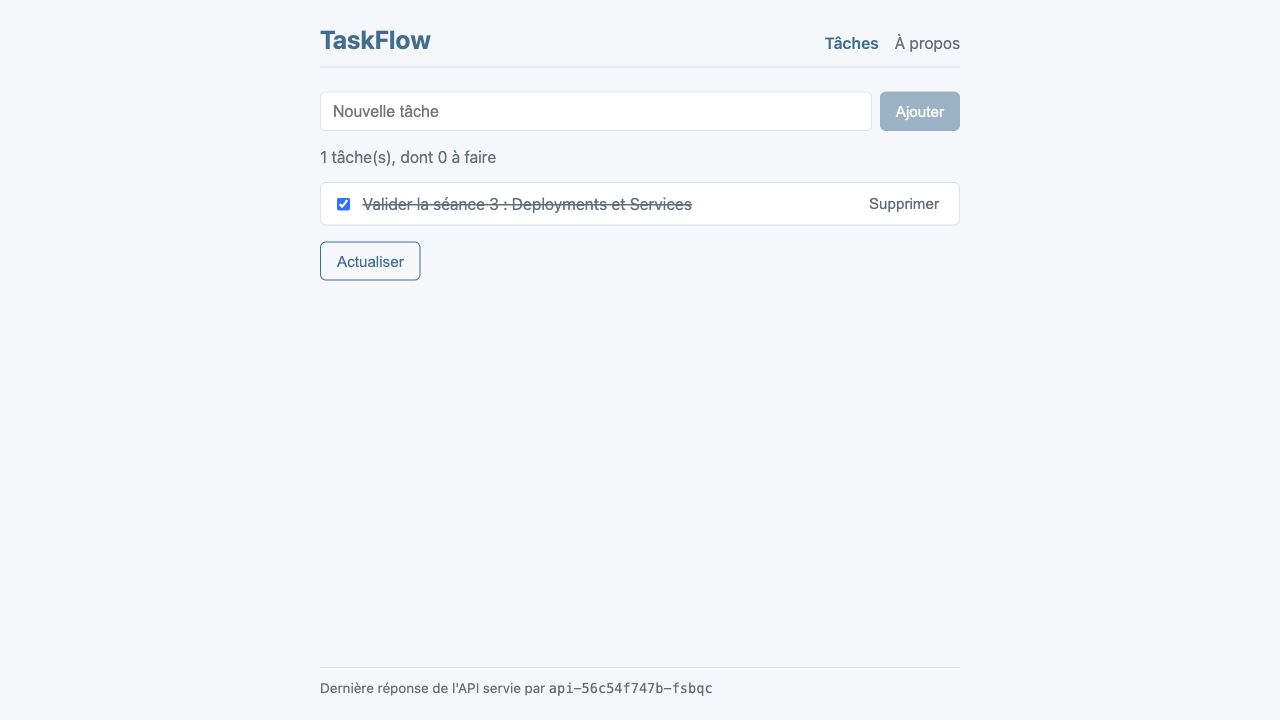 TaskFlow
Tâches À propos
Nouvelle tâche Ajouter
1 tâche(s), dont 0 à faire
Valider la séance 3 : Deployments et Services Supprimer
Actualiser
Dernière réponse de l'API servie par api-56c54f747b-fsbqc